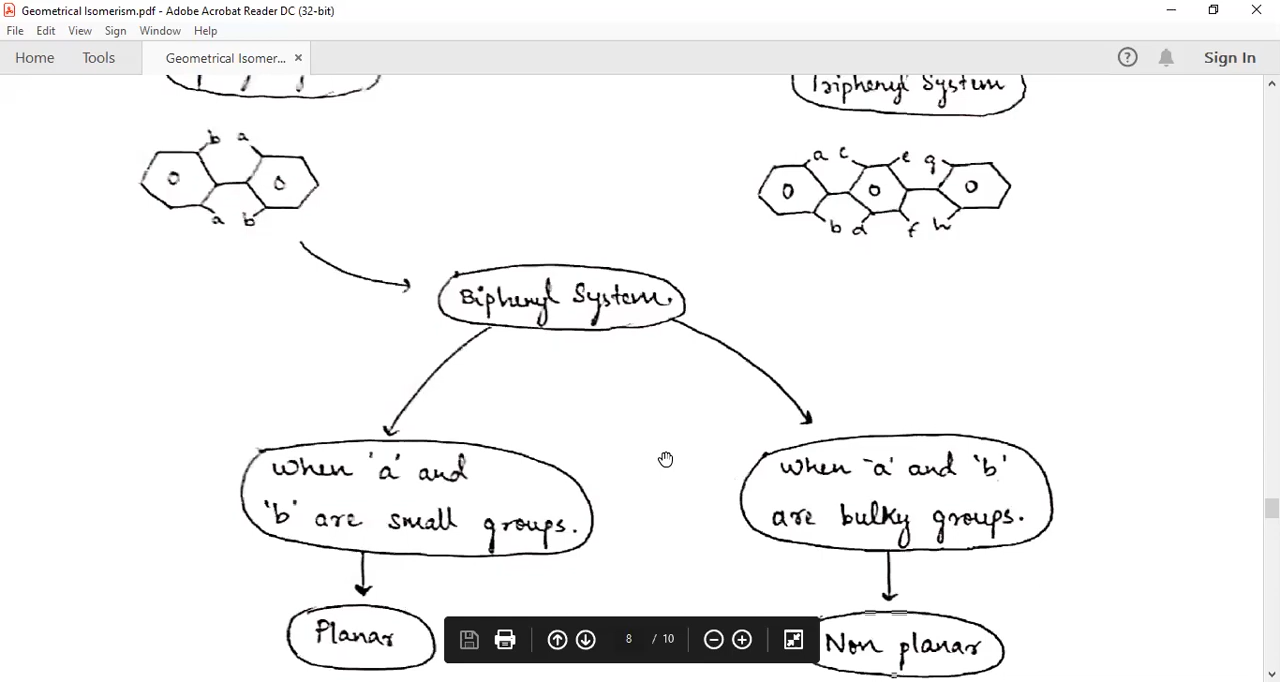 Geometrical Isomerism.pdf - Adobe Acrobat Reader DC (32-bit)
File Edit View Sign Window Help
Home Tools Geometrical Isomer... × Sign In
Triphenyl System
b a
a b
a c e g
b d f h
Biphenyl System.
When 'a' and
'b' are small groups.
When 'a' and 'b'
are bulky groups.
Planar
8 / 10
Non planar